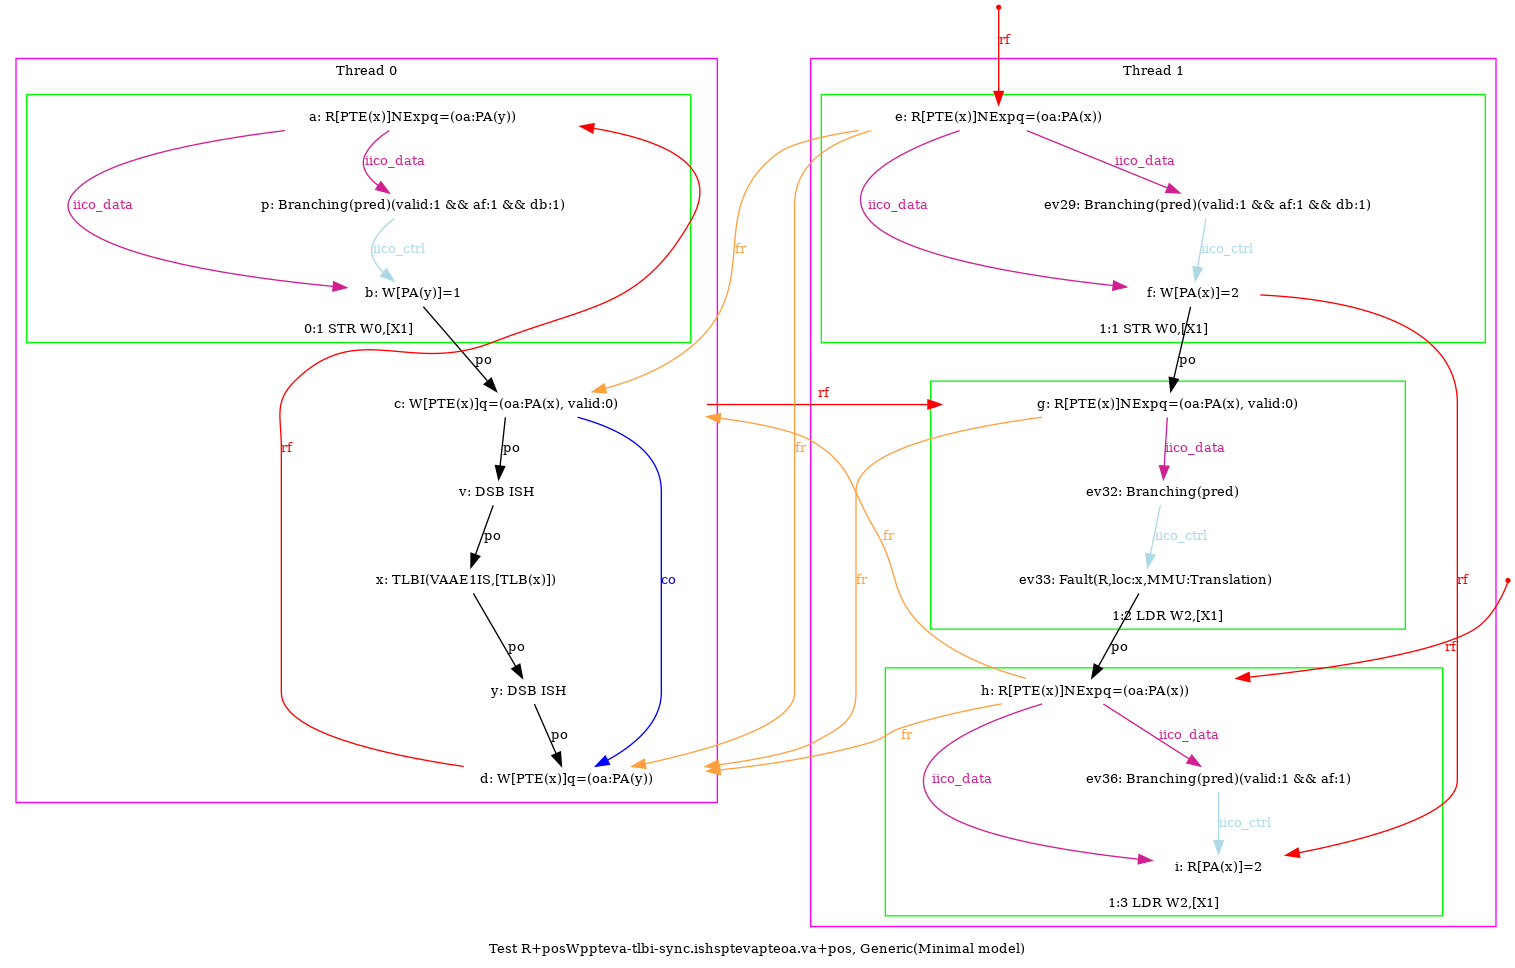 rf
Thread 0
Thread 1
a: R[PTE(x)]NExpq=(oa:PA(y))
e: R[PTE(x)]NExpq=(oa:PA(x))
iico_data
iico_data
iico_data
p: Branching(pred)(valid:1 && af:1 && db:1)
iico_data
ev29: Branching(pred)(valid:1 && af:1 && db:1)
iico_data
iico_ctrl
fr
iico_ctrl
b: W[PA(y)]=1
f: W[PA(x)]=2
0:1 STR W0,[X1]
1:1 STR W0,[X1]
po
po
c: W[PTE(x)]q=(oa:PA(x), valid:0)
rf
g: R[PTE(x)]NExpq=(oa:PA(x), valid:0)
rf
po
fr
iico_data
v: DSB ISH
ev32: Branching(pred)
po
fr
iico_ctrl
x: TLBI(VAAE1IS,[TLB(x)])
co
fr
ev33: Fault(R,loc:x,MMU:Translation)
rf
1:2 LDR W2,[X1]
po
po
rf
y: DSB ISH
h: R[PTE(x)]NExpq=(oa:PA(x))
po
fr
iico_data
d: W[PTE(x)]q=(oa:PA(y))
iico_data
ev36: Branching(pred)(valid:1 && af:1)
iico_ctrl
i: R[PA(x)]=2
1:3 LDR W2,[X1]
Test R+posWppteva-tlbi-sync.ishsptevapteoa.va+pos, Generic(Minimal model)